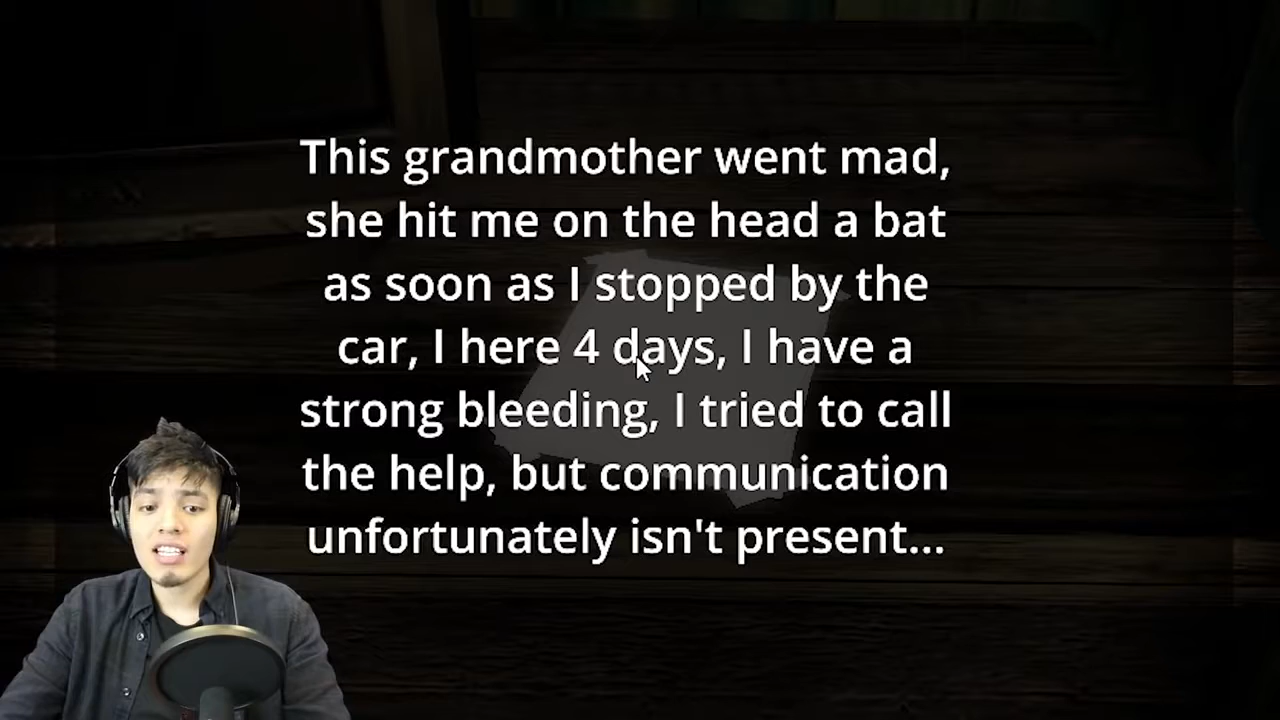 This grandmother went mad,
she hit me on the head a bat
as soon as I stopped by the
car, I here 4 days, I have a
strong bleeding, I tried to call
the help, but communication
unfortunately isn't present...